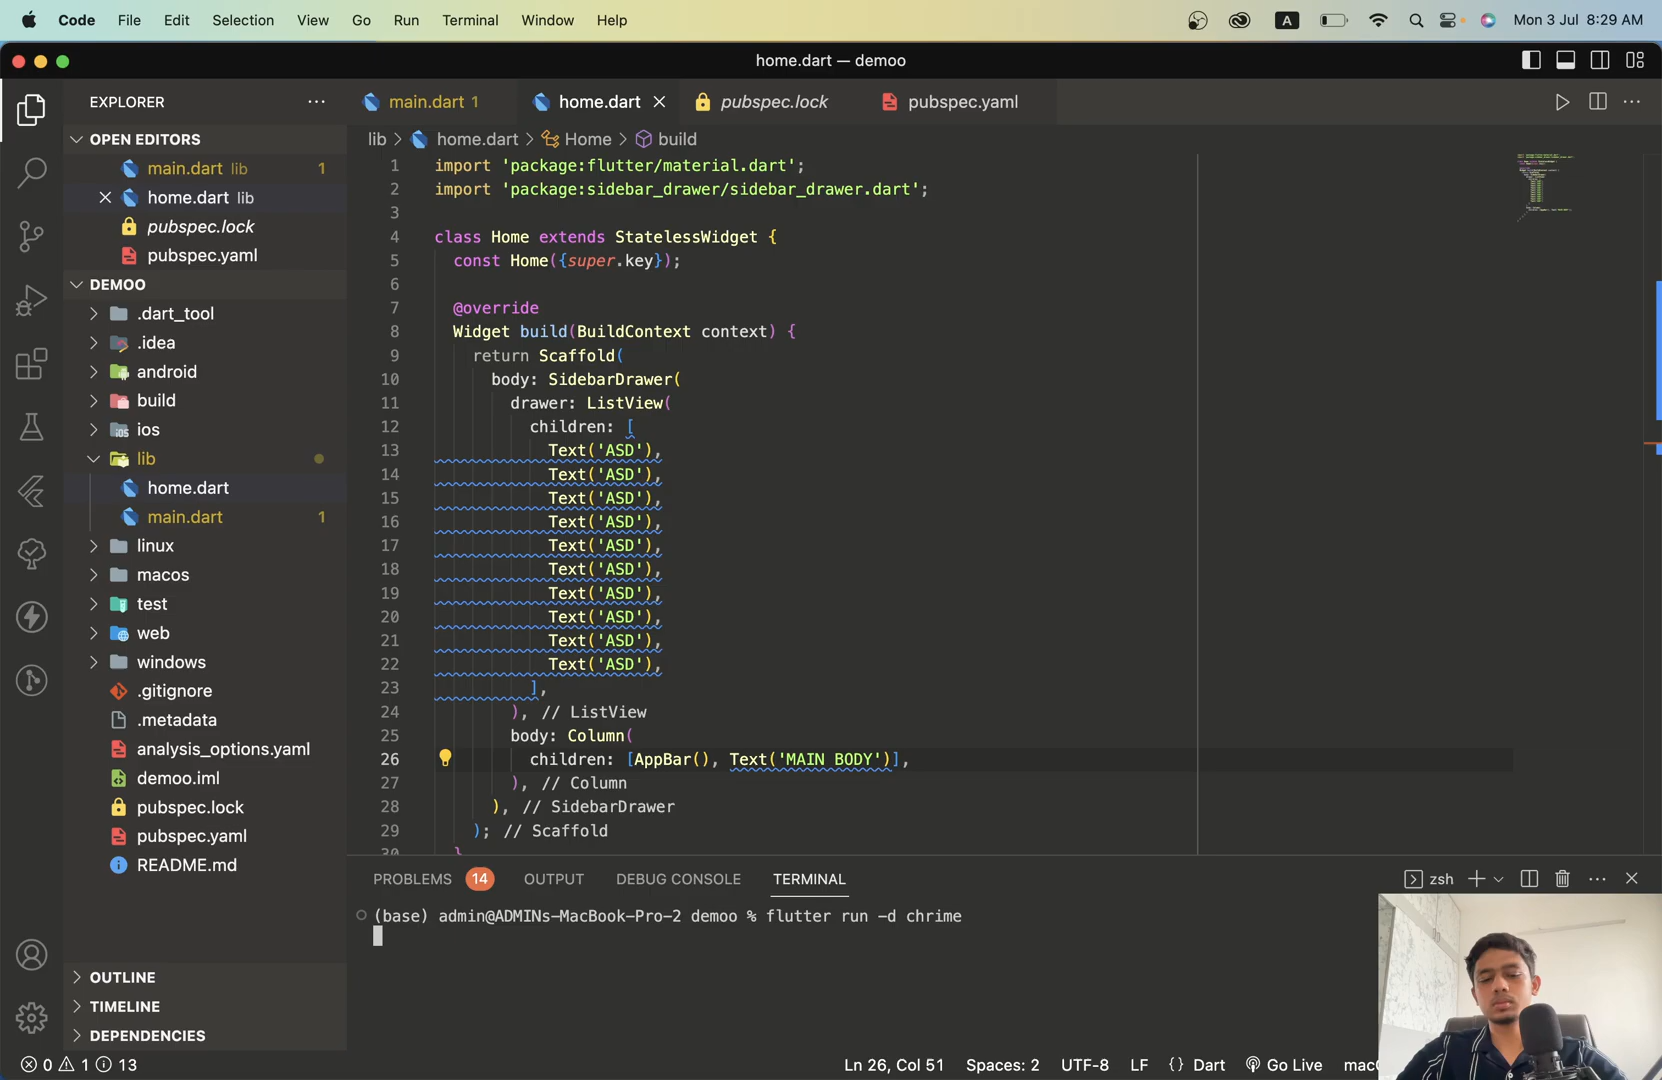 Code File Edit Selection View Go Run Terminal Window Help A Mon 3 Jul 8:29 AM
home.dart — demoo
EXPLORER
main.dart 1 home.dart pubspec.lock pubspec.yaml
OPEN EDITORS
main.dart lib 1
home.dart lib
pubspec.lock
pubspec.yaml
DEMOO
.dart_tool
.idea
android
build
ios
lib
home.dart
main.dart 1
linux
macos
test
web
windows
.gitignore
.metadata
analysis_options.yaml
demoo.iml
pubspec.lock
pubspec.yaml
README.md
OUTLINE
TIMELINE
DEPENDENCIES
lib > home.dart > Home > build
1 import 'package:flutter/material.dart';
2 import 'package:sidebar_drawer/sidebar_drawer.dart';
3
4 class Home extends StatelessWidget {
5 const Home({super.key});
6
7 @override
8 Widget build(BuildContext context) {
9 return Scaffold(
10 body: SidebarDrawer(
11 drawer: ListView(
12 children: [
13 Text('ASD'),
14 Text('ASD'),
15 Text('ASD'),
16 Text('ASD'),
17 Text('ASD'),
18 Text('ASD'),
19 Text('ASD'),
20 Text('ASD'),
21 Text('ASD'),
22 Text('ASD'),
23 ],
24 ), // ListView
25 body: Column(
26 children: [AppBar(), Text('MAIN BODY')],
27 ), // Column
28 ), // SidebarDrawer
29 ); // Scaffold
30 }
PROBLEMS 14 OUTPUT DEBUG CONSOLE TERMINAL zsh
(base) admin@ADMINs-MacBook-Pro-2 demoo % flutter run -d chrime
0 1 13 Ln 26, Col 51 Spaces: 2 UTF-8 LF {} Dart Go Live